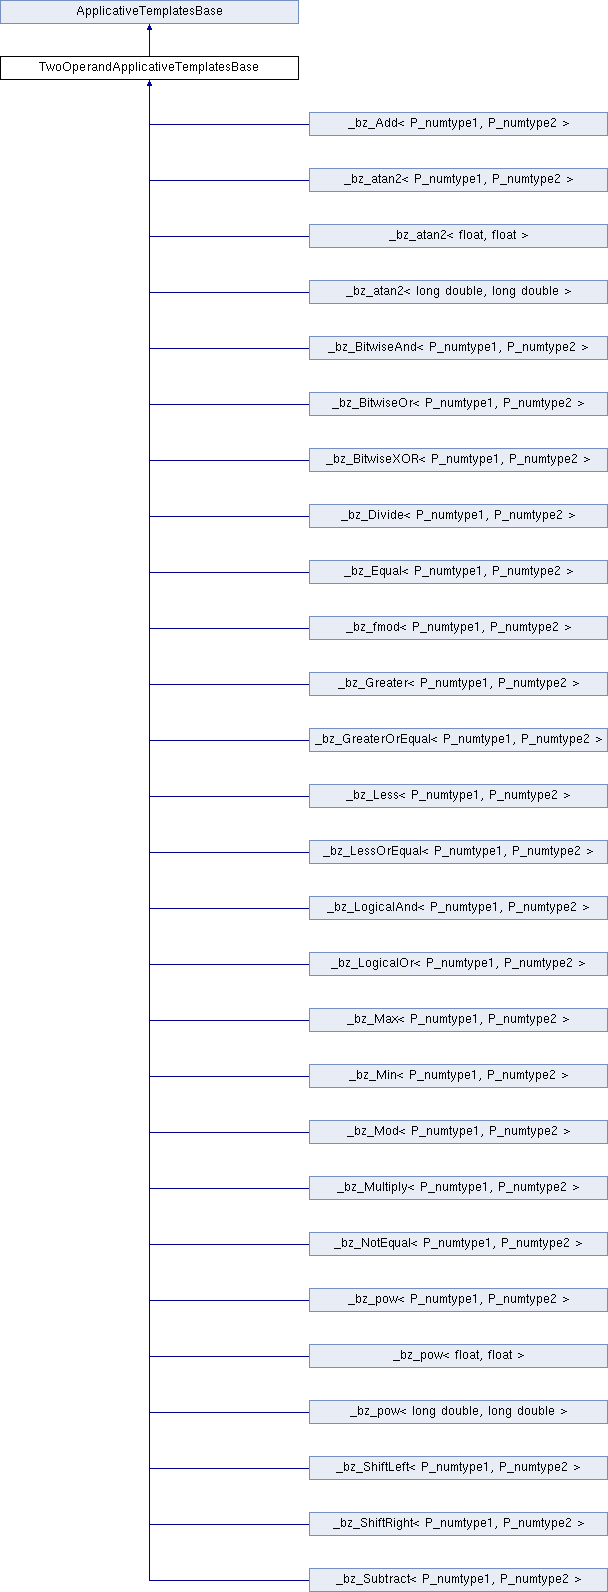 ApplicativeTemplatesBase
TwoOperandApplicativeTemplatesBase
_bz_Add< P_numtype1, P_numtype2 >
_bz_atan2< P_numtype1, P_numtype2 >
_bz_atan2< float, float >
_bz_atan2< long double, long double >
_bz_BitwiseAnd< P_numtype1, P_numtype2 >
_bz_BitwiseOr< P_numtype1, P_numtype2 >
_bz_BitwiseXOR< P_numtype1, P_numtype2 >
_bz_Divide< P_numtype1, P_numtype2 >
_bz_Equal< P_numtype1, P_numtype2 >
_bz_fmod< P_numtype1, P_numtype2 >
_bz_Greater< P_numtype1, P_numtype2 >
_bz_GreaterOrEqual< P_numtype1, P_numtype2 >
_bz_Less< P_numtype1, P_numtype2 >
_bz_LessOrEqual< P_numtype1, P_numtype2 >
_bz_LogicalAnd< P_numtype1, P_numtype2 >
_bz_LogicalOr< P_numtype1, P_numtype2 >
_bz_Max< P_numtype1, P_numtype2 >
_bz_Min< P_numtype1, P_numtype2 >
_bz_Mod< P_numtype1, P_numtype2 >
_bz_Multiply< P_numtype1, P_numtype2 >
_bz_NotEqual< P_numtype1, P_numtype2 >
_bz_pow< P_numtype1, P_numtype2 >
_bz_pow< float, float >
_bz_pow< long double, long double >
_bz_ShiftLeft< P_numtype1, P_numtype2 >
_bz_ShiftRight< P_numtype1, P_numtype2 >
_bz_Subtract< P_numtype1, P_numtype2 >